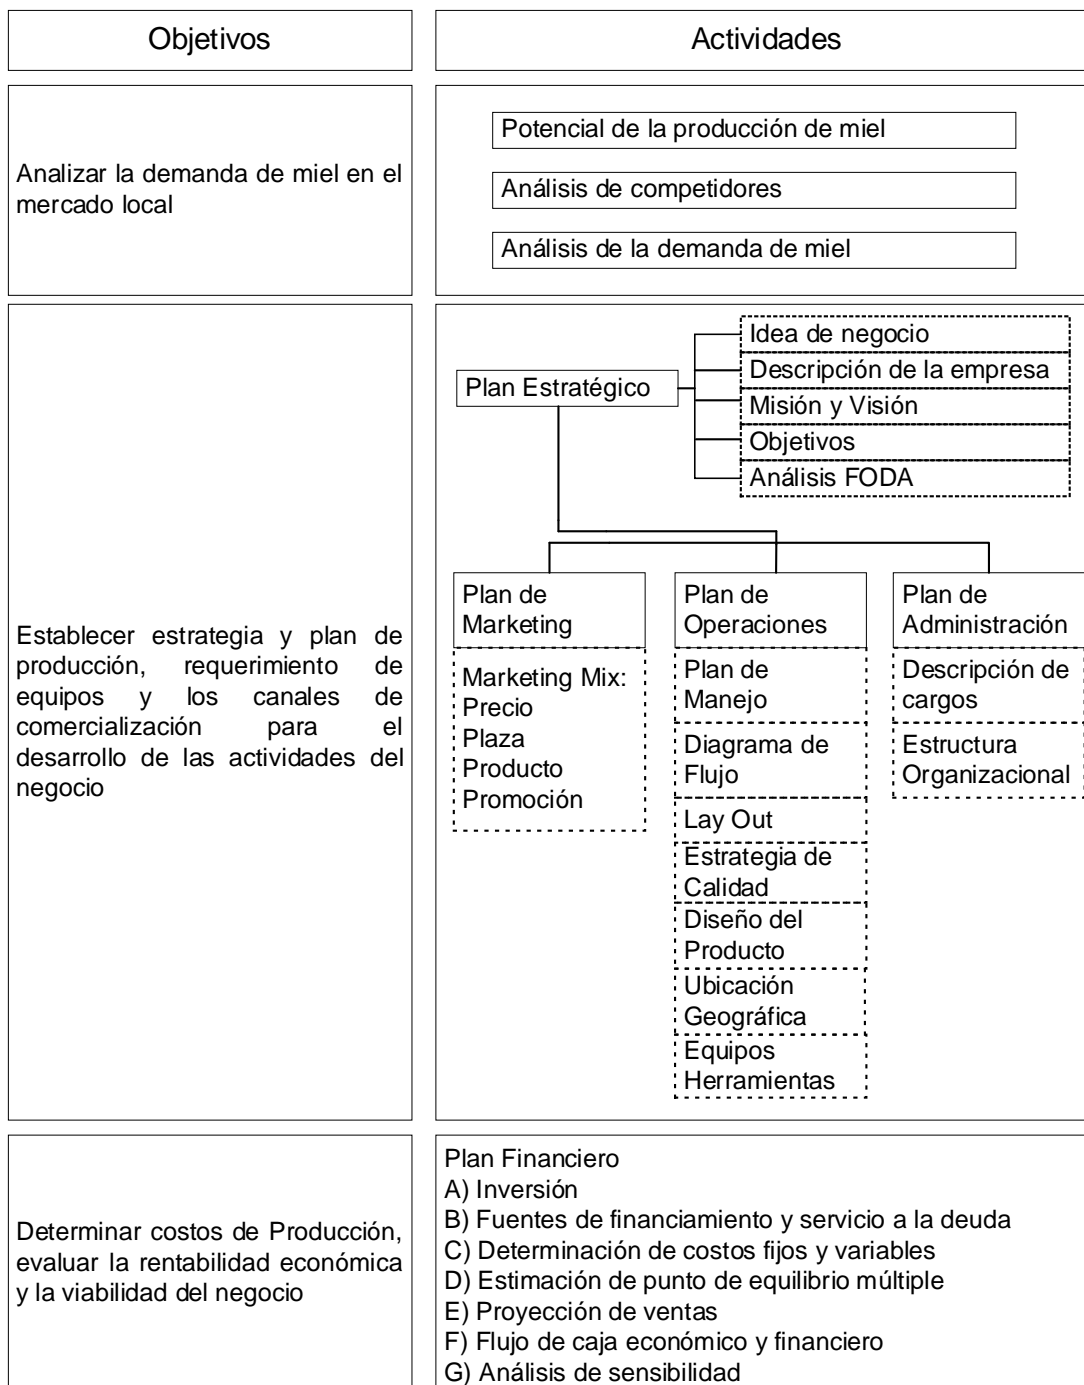 Objetivos
Actividades
Analizar la demanda de miel en el
mercado local
Potencial de la producción de miel
Análisis de competidores
Análisis de la demanda de miel
Establecer estrategia y plan de
producción, requerimiento de
equipos y los canales de
comercialización para el
desarrollo de las actividades del
negocio
Plan Estratégico
Idea de negocio
Descripción de la empresa
Misión y Visión
Objetivos
Análisis FODA
Plan de
Marketing
Marketing Mix:
Precio
Plaza
Producto
Promoción
Plan de
Operaciones
Plan de
Manejo
Diagrama de
Flujo
Lay Out
Estrategia de
Calidad
Diseño del
Producto
Ubicación
Geográfica
Equipos
Herramientas
Plan de
Administración
Descripción de
cargos
Estructura
Organizacional
Determinar costos de Producción,
evaluar la rentabilidad económica
y la viabilidad del negocio
Plan Financiero
A) Inversión
B) Fuentes de financiamiento y servicio a la deuda
C) Determinación de costos fijos y variables
D) Estimación de punto de equilibrio múltiple
E) Proyección de ventas
F) Flujo de caja económico y financiero
G) Análisis de sensibilidad